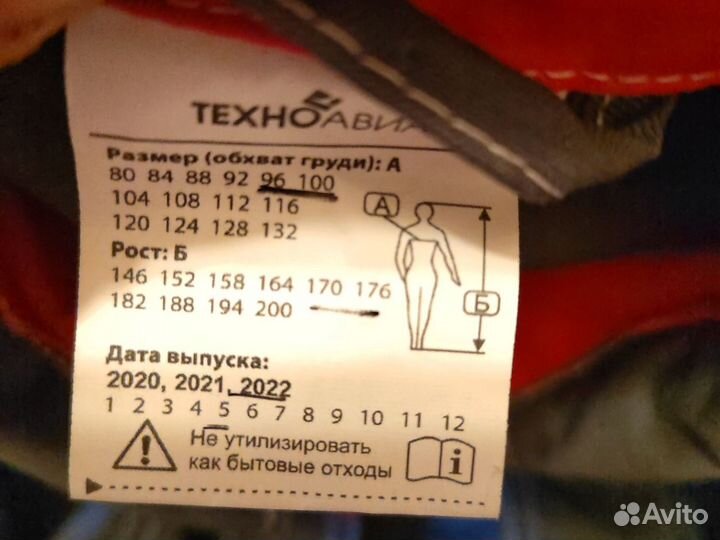 ТЕХНОАВИА
Размер (обхват груди): А
80 84 88 92 96 100
104 108 112 116
120 124 128 132
Рост: Б
146 152 158 164 170 176
182 188 194 200
А
Б
Дата выпуска:
2020, 2021, 2022
1 2 3 4 5 6 7 8 9 10 11 12
Не утилизировать
как бытовые отходы
Avito